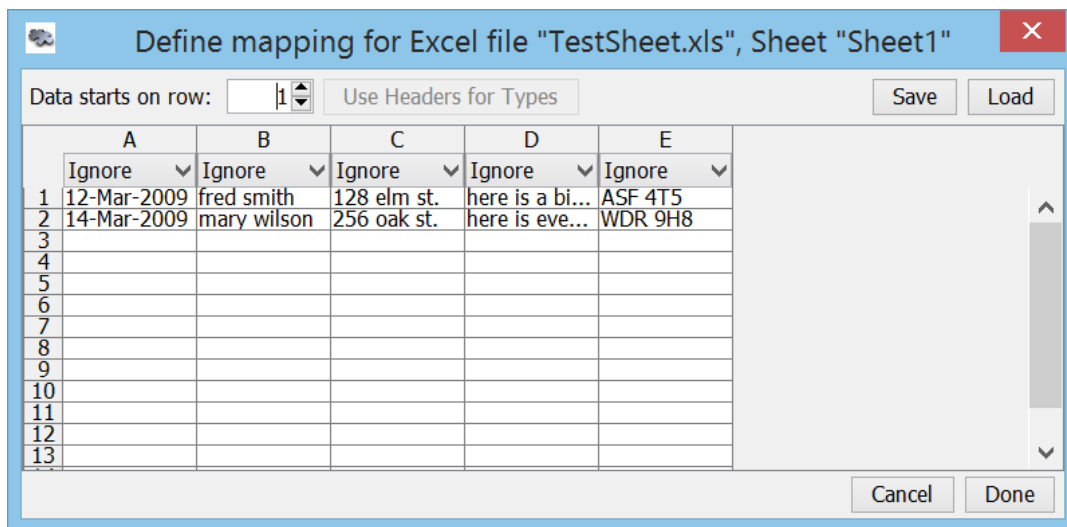 Define mapping for Excel file "TestSheet.xls", Sheet "Sheet1"
Data starts on row: 1 Use Headers for Types Save Load
A B C D E
Ignore Ignore Ignore Ignore Ignore
1 12-Mar-2009 fred smith 128 elm st. here is a bi... ASF 4T5
2 14-Mar-2009 mary wilson 256 oak st. here is eve... WDR 9H8
3
4
5
6
7
8
9
10
11
12
13
Cancel Done